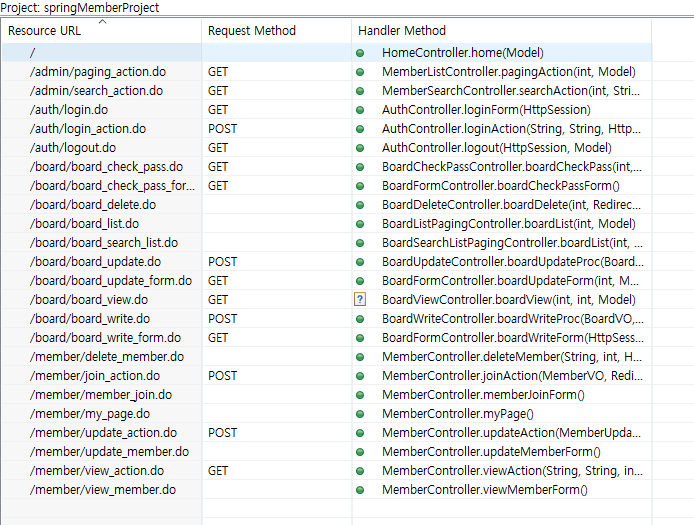 Project: springMemberProject
Resource URL Request Method Handler Method
/ HomeController.home(Model)
/admin/paging_action.do GET MemberListController.pagingAction(int, Model)
/admin/search_action.do GET MemberSearchController.searchAction(int, Stri...
/auth/login.do GET AuthController.loginForm(HttpSession)
/auth/login_action.do POST AuthController.loginAction(String, String, Http...
/auth/logout.do GET AuthController.logout(HttpSession, Model)
/board/board_check_pass.do GET BoardCheckPassController.boardCheckPass(int,...
/board/board_check_pass_for... GET BoardFormController.boardCheckPassForm()
/board/board_delete.do BoardDeleteController.boardDelete(int, Redirec...
/board/board_list.do BoardListPagingController.boardList(int, Model)
/board/board_search_list.do BoardSearchListPagingController.boardList(int, ...
/board/board_update.do POST BoardUpdateController.boardUpdateProc(Board...
/board/board_update_form.do GET BoardFormController.boardUpdateForm(int, M...
/board/board_view.do GET ? BoardViewController.boardView(int, int, Model)
/board/board_write.do POST BoardWriteController.boardWriteProc(BoardVO,...
/board/board_write_form.do GET BoardFormController.boardWriteForm(HttpSess...
/member/delete_member.do MemberController.deleteMember(String, int, H...
/member/join_action.do POST MemberController.joinAction(MemberVO, Redi...
/member/member_join.do MemberController.memberJoinForm()
/member/my_page.do MemberController.myPage()
/member/update_action.do POST MemberController.updateAction(MemberUpda...
/member/update_member.do MemberController.updateMemberForm()
/member/view_action.do GET MemberController.viewAction(String, String, in...
/member/view_member.do MemberController.viewMemberForm()